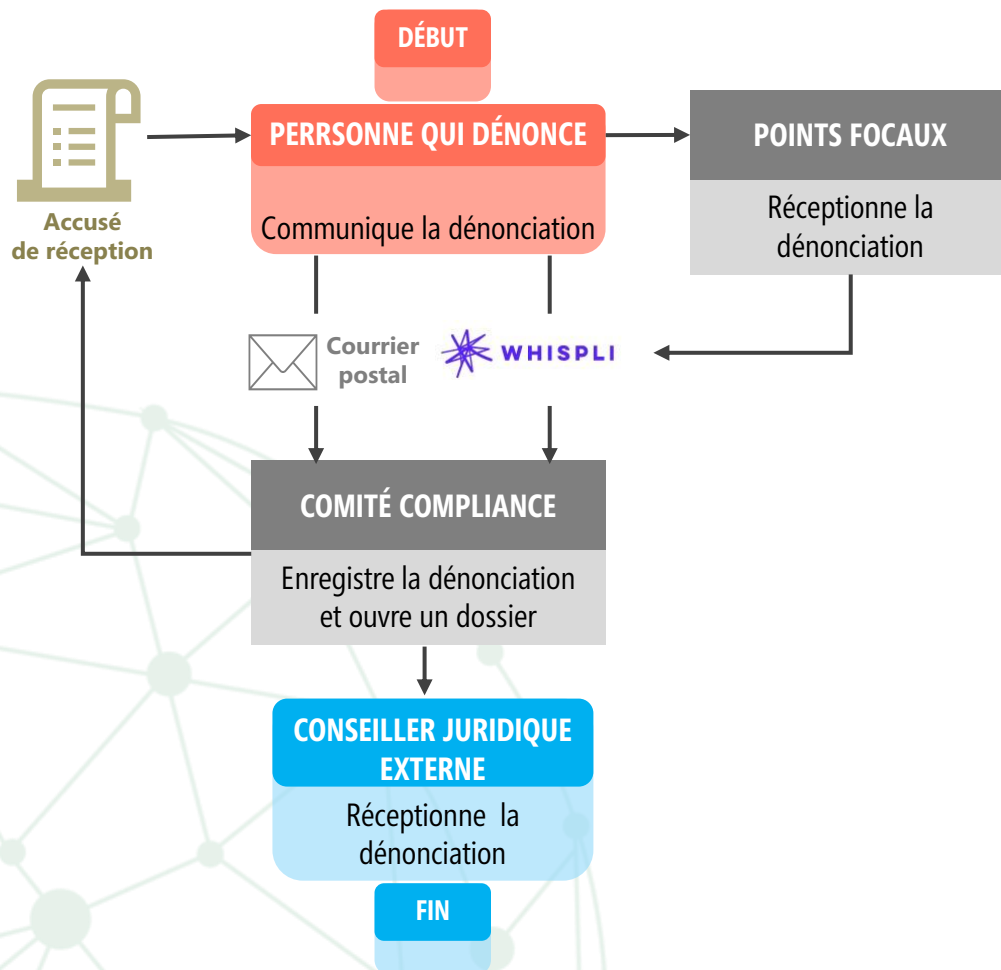 DÉBUT
PERRSONNE QUI DÉNONCE
Communique la dénonciation
POINTS FOCAUX
Réceptionne la
dénonciation
Accusé
de réception
Courrier
postal
WHISPLI
COMITÉ COMPLIANCE
Enregistre la dénonciation
et ouvre un dossier
CONSEILLER JURIDIQUE
EXTERNE
Réceptionne la
dénonciation
FIN